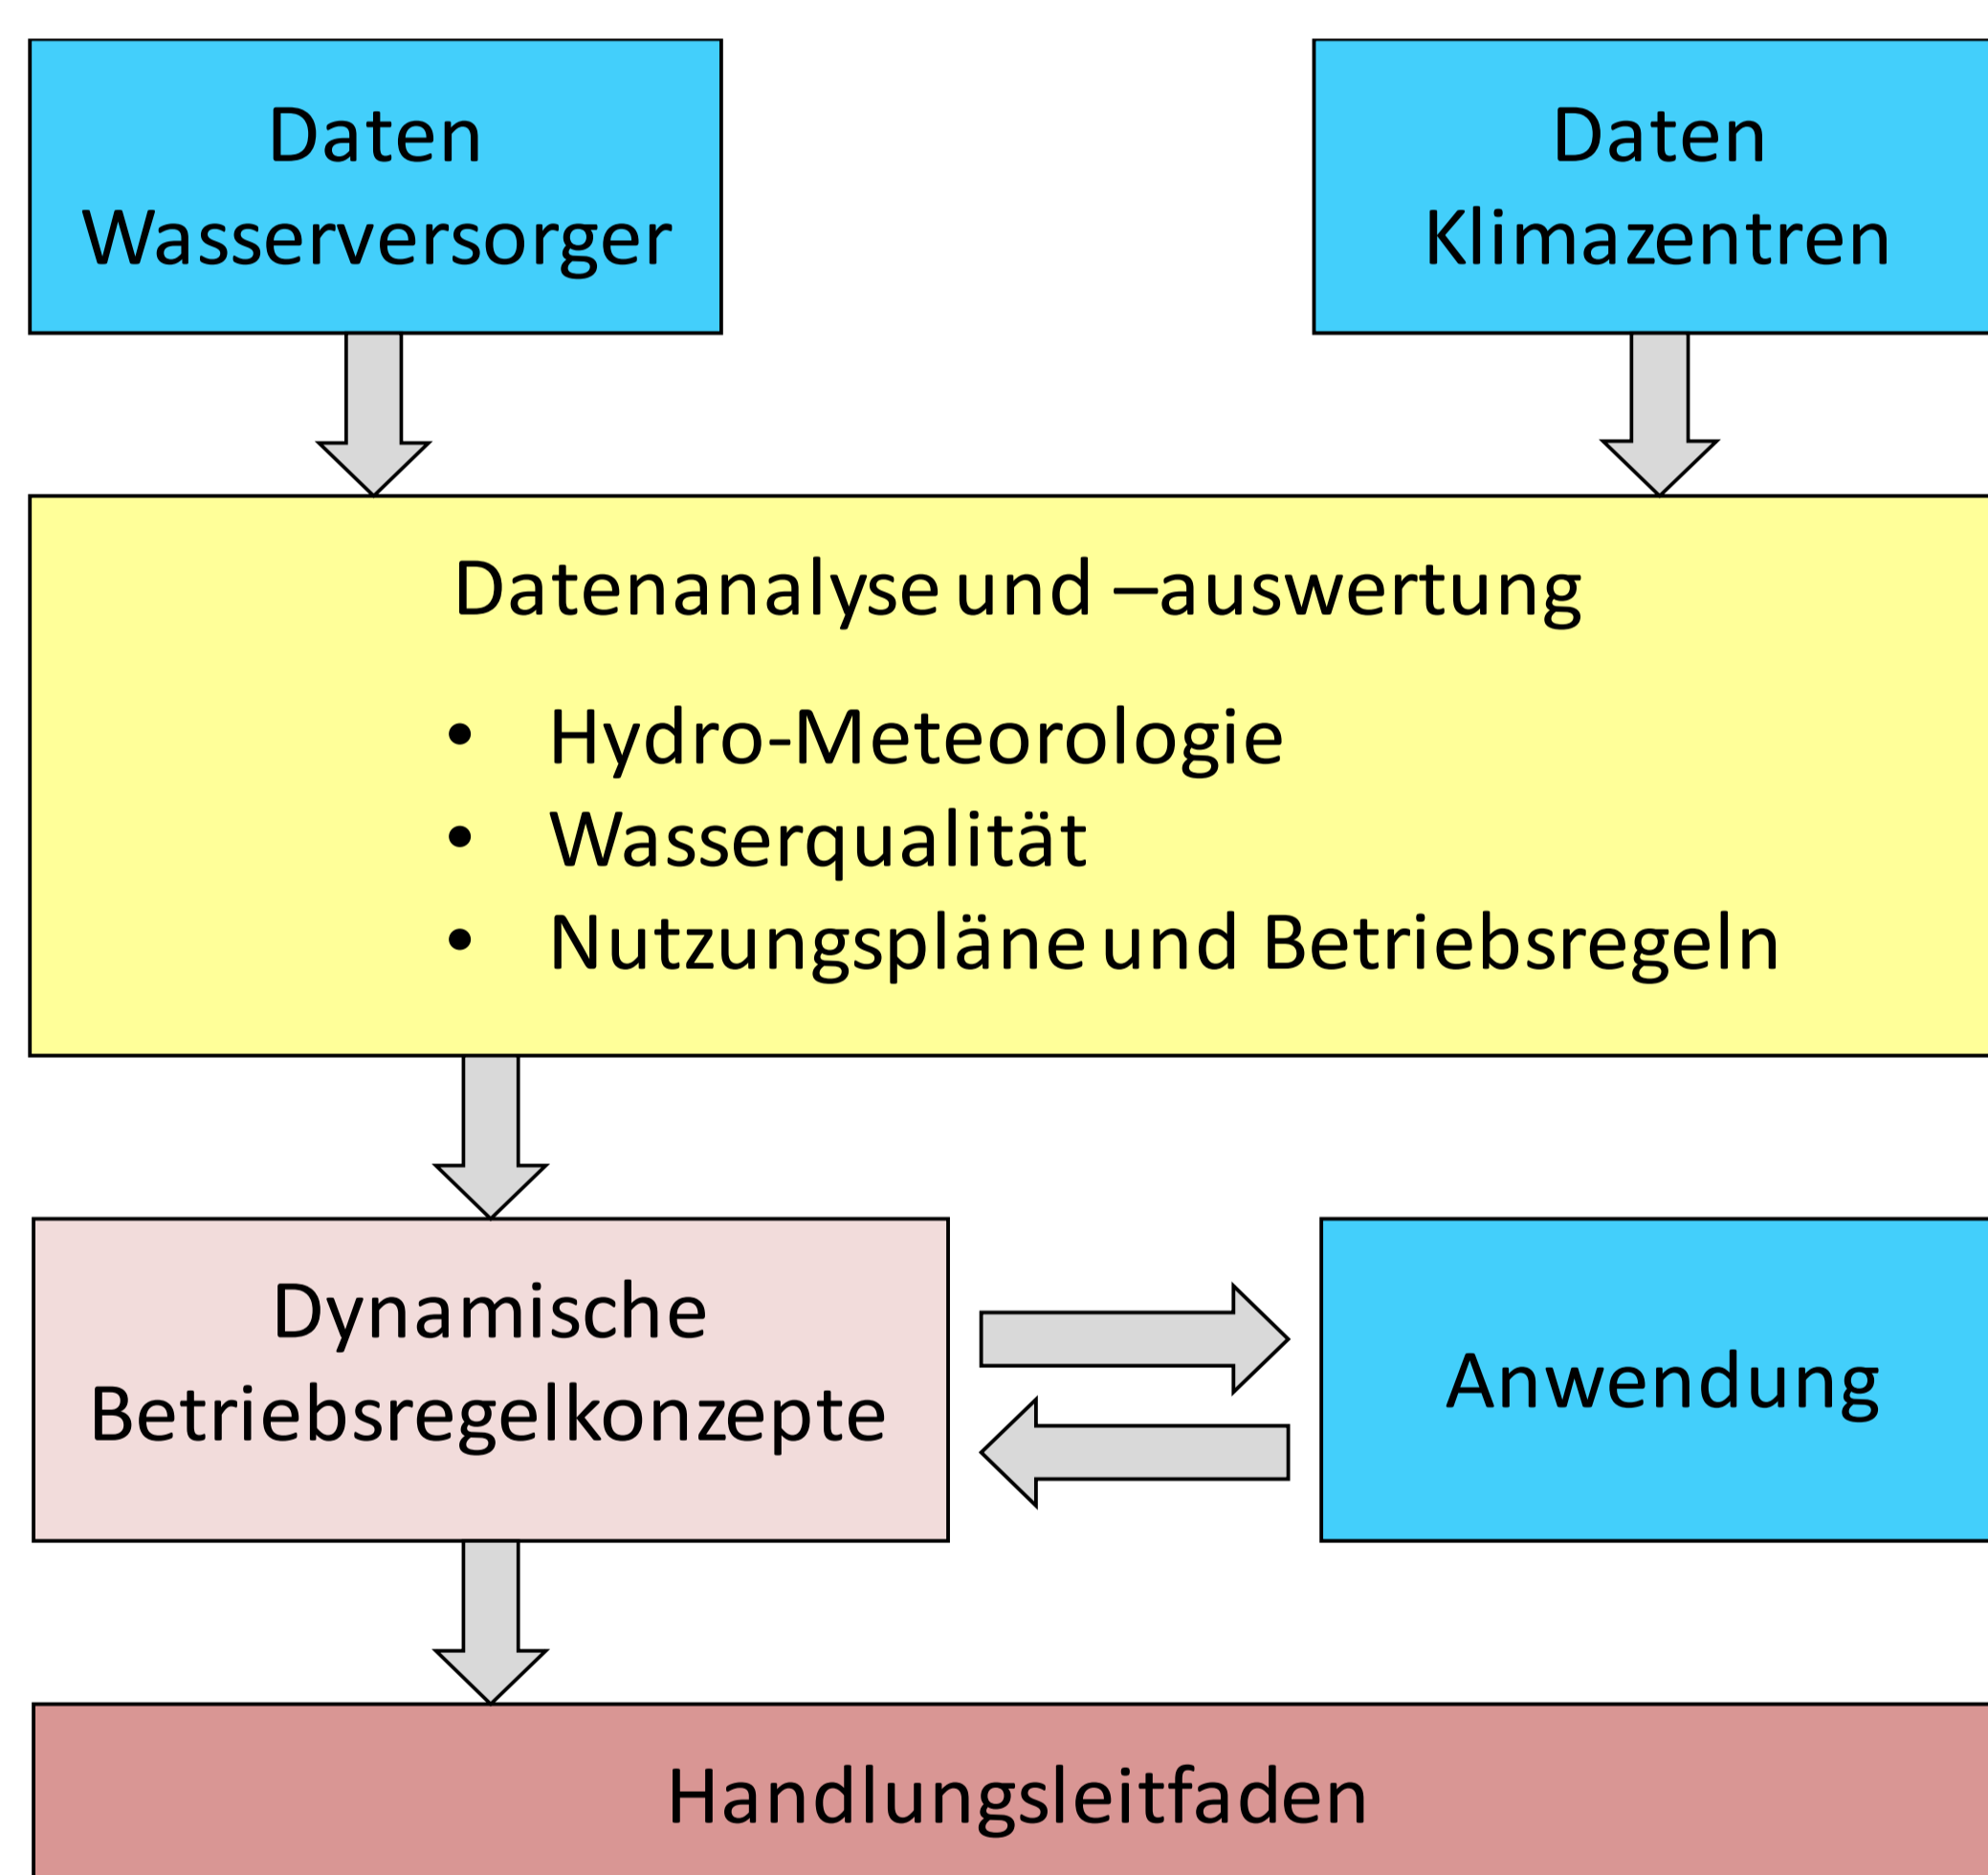 Daten
Wasserversorger
Daten
Klimazentren
Datenanalyse und –auswertung
• Hydro-Meteorologie
• Wasserqualität
• Nutzungspläne und Betriebsregeln
Dynamische
Betriebsregelkonzepte
Anwendung
Handlungsleitfaden